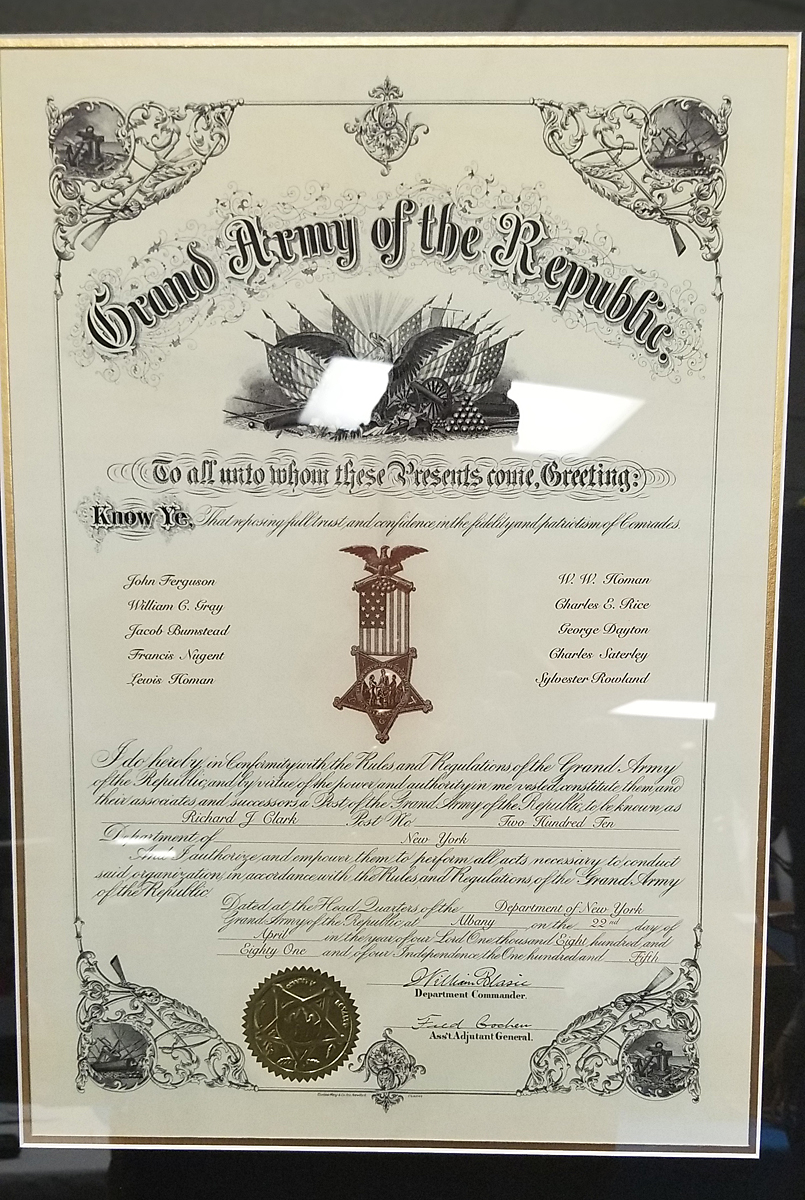 Grand Army of the Republic.
To all unto whom these Presents come, Greeting:
Know Ye, That reposing full trust and confidence in the fidelity and patriotism of Comrades
John Ferguson W. W. Homan
William C. Gray Charles E. Rice
Jacob Bumstead George Dayton
Francis Nugent Charles Saterley
Lewis Homan Sylvester Rowland
I do hereby, in Conformity with the Rules and Regulations of the Grand Army
of the Republic, and by virtue of the power and authority in me vested, constitute them and
their associates and successors a Post of the Grand Army of the Republic, to be known as
Richard J Clark Post No Two Hundred Ten
Department of New York
And I authorize and empower them to perform all acts necessary to conduct
said organization in accordance with the Rules and Regulations of the Grand Army
of the Republic
Dated at the Head Quarters of the Department of New York
Grand Army of the Republic, at Albany on the 22nd day of
April in the year of our Lord One thousand Eight hundred and
Eighty One and of our Independence the One hundred and Fifth
William
Department Commander.
Fred
Ass't Adjutant General.